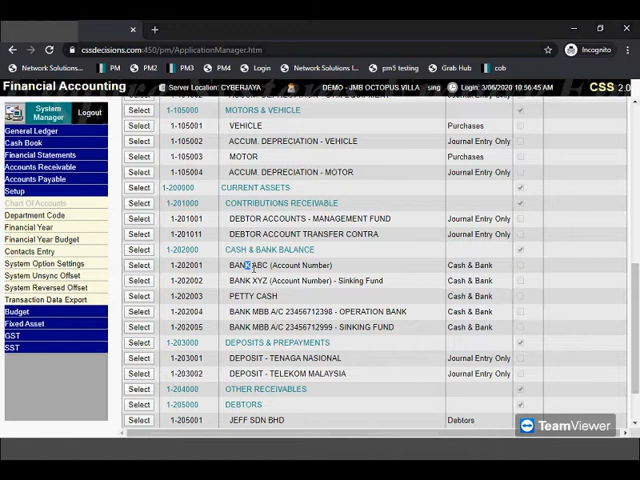 cssdecisions.com:450/pm/ApplicationManager.htm
Incognito
Network Solutions... PM PM2 PM4 Login Network Solutions I... pm5 testing Grab Hub cob
Financial Accounting
Server Location: CYBERJAYA DEMO - JMB OCTOPUS VILLA sing Login: 3/06/2020 10:56:45 AM CSS 2.0
System Manager
Logout
General Ledger
Cash Book
Financial Statements
Accounts Receivable
Accounts Payable
Setup
Chart Of Accounts
Department Code
Financial Year
Financial Year Budget
Contacts Entry
System Option Settings
System Unsync Offset
System Reversed Offset
Transaction Data Export
Budget
Fixed Asset
GST
SST
Select 1-105000 MOTORS & VEHICLE
Select 1-105001 VEHICLE Purchases
Select 1-105002 ACCUM. DEPRECIATION - VEHICLE Journal Entry Only
Select 1-105003 MOTOR Purchases
Select 1-105004 ACCUM. DEPRECIATION - MOTOR Journal Entry Only
Select 1-200000 CURRENT ASSETS
Select 1-201000 CONTRIBUTIONS RECEIVABLE
Select 1-201001 DEBTOR ACCOUNTS - MANAGEMENT FUND Journal Entry Only
Select 1-201002 DEBTOR ACCOUNT TRANSFER CONTRA Journal Entry Only
Select 1-202000 CASH & BANK BALANCE
Select 1-202001 BANK ABC (Account Number) Cash & Bank
Select 1-202002 BANK XYZ (Account Number) - Sinking Fund Cash & Bank
Select 1-202003 PETTY CASH Cash & Bank
Select 1-202004 BANK MBB A/C 23456712398 - OPERATION BANK Cash & Bank
Select 1-202005 BANK MBB A/C 23456712999 - SINKING FUND Cash & Bank
Select 1-203000 DEPOSITS & PREPAYMENTS
Select 1-203001 DEPOSIT - TENAGA NASIONAL Journal Entry Only
Select 1-203002 DEPOSIT - TELEKOM MALAYSIA Journal Entry Only
Select 1-204000 OTHER RECEIVABLES
Select 1-205000 DEBTORS
Select 1-205001 JEFF SDN BHD Debtors
TeamViewer